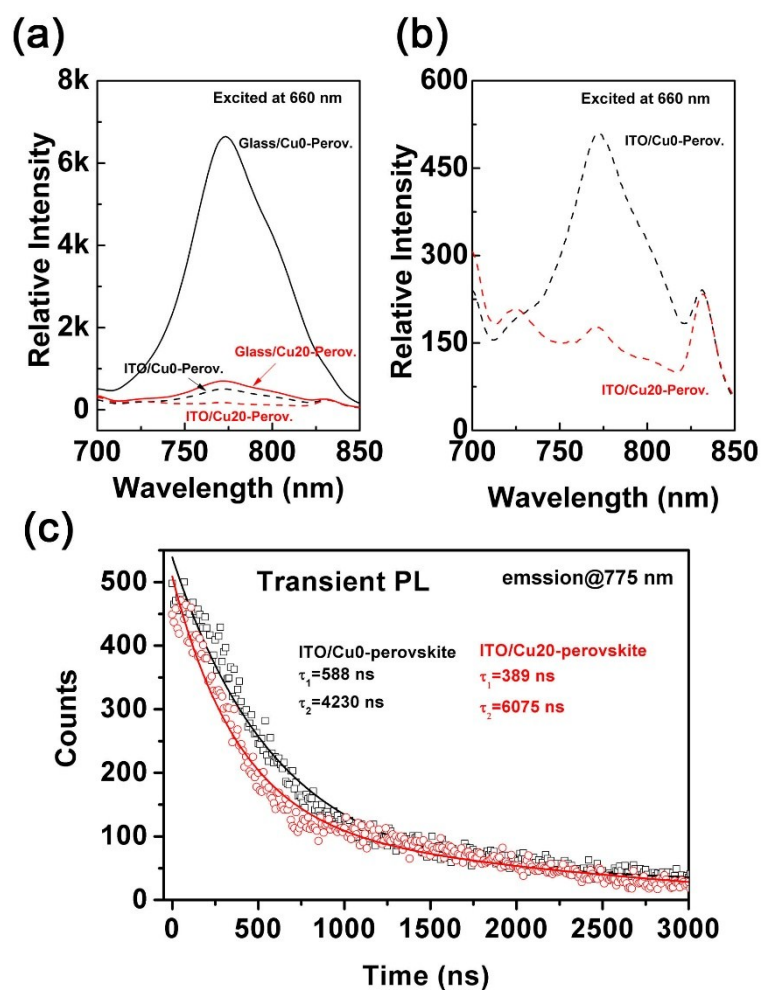 (a)
Relative Intensity
8k
6k
4k
2k
0
Excited at 660 nm
Glass/Cu0-Perov.
ITO/Cu0-Perov.
Glass/Cu20-Perov.
ITO/Cu20-Perov.
700 750 800 850
Wavelength (nm)
(b)
Relative Intensity
600
450
300
150
0
Excited at 660 nm
ITO/Cu0-Perov.
ITO/Cu20-Perov.
700 750 800 850
Wavelength (nm)
(c)
Counts
500
400
300
200
100
0
Transient PL
emssion@775 nm
ITO/Cu0-perovskite
τ₁=588 ns
τ₂=4230 ns
ITO/Cu20-perovskite
τ₁=389 ns
τ₂=6075 ns
0 500 1000 1500 2000 2500 3000
Time (ns)